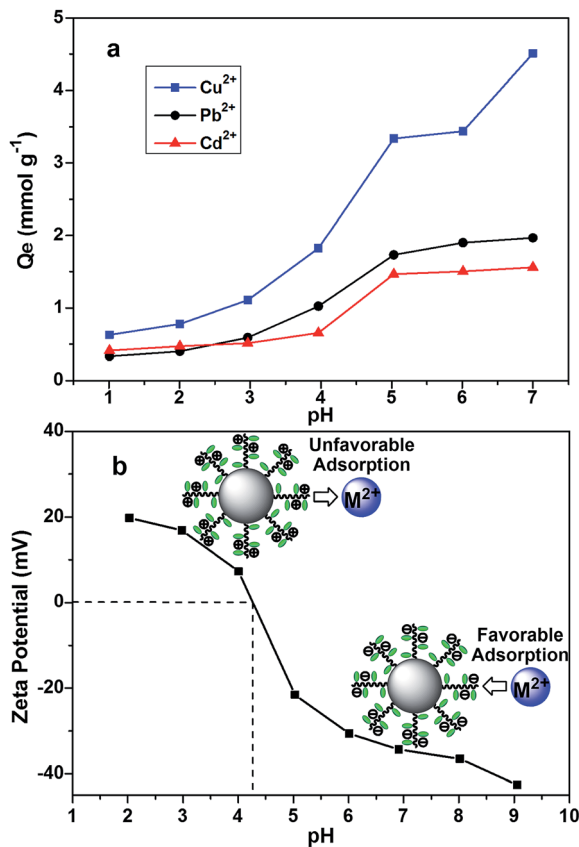 a
Cu2+
Pb2+
Cd2+
Qe (mmol g-1)
5
4
3
2
1
0
1 2 3 4 5 6 7
pH
b
Unfavorable
Adsorption
M2+
Favorable
Adsorption
M2+
Zeta Potential (mV)
40
20
0
-20
-40
1 2 3 4 5 6 7 8 9 10
pH